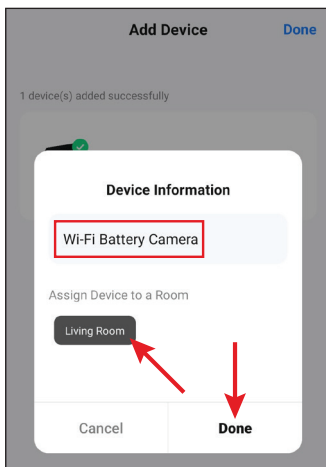 Add Device Done
1 device(s) added successfully
Device Information
Wi-Fi Battery Camera
Assign Device to a Room
Living Room
Cancel Done